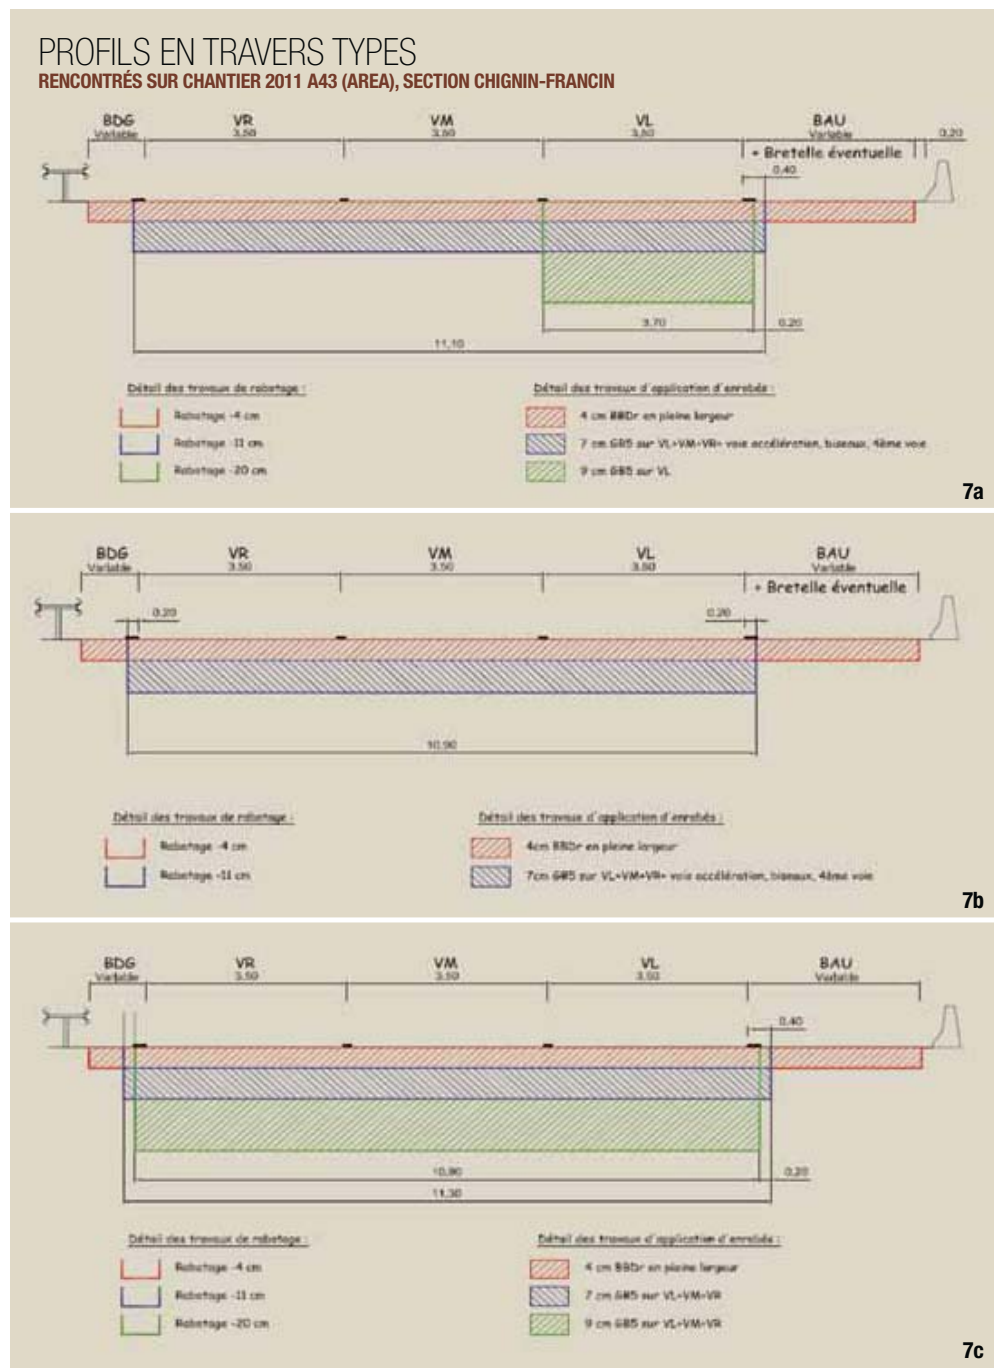 PROFILS EN TRAVERS TYPES
RENCONTRÉS SUR CHANTIER 2011 A43 (AREA), SECTION CHIGNIN-FRANCIN
BDG VR VM VL BAU
Variable 3,50 3,50 3,50 Variable 0,20
+ Bretelle éventuelle
0,40
3,70 0,20
11,10
Détail des travaux de rabotage : Détail des travaux d'application d'enrobés :
Rabotage -4 cm 4 cm BBDr en pleine largeur
Rabotage -11 cm 7 cm GB5 sur VL+VM+VR+ voie accélération, biseaux, 4ème voie
Rabotage -20 cm 9 cm GB5 sur VL
7a
BDG VR VM VL BAU
Variable 3.50 3.50 3.50 Variable
+ Bretelle éventuelle
0.20 0.20
10.90
Détail des travaux de rabotage : Détail des travaux d'application d'enrobés :
Rabotage -4 cm 4cm BBDr en pleine largeur
Rabotage -11 cm 7cm GB5 sur VL+VM+VR+ voie accélération, biseaux, 4ème voie
7b
BDG VR VM VL BAU
Variable 3.50 3.50 3.50 Variable
0,40
10,90 0,20
11,30
Détail des travaux de rabotage : Détail des travaux d'application d'enrobés :
Rabotage -4 cm 4 cm BBDr en pleine largeur
Rabotage -11 cm 7 cm GB5 sur VL+VM+VR
Rabotage -20 cm 9 cm GB5 sur VL+VM+VR
7c